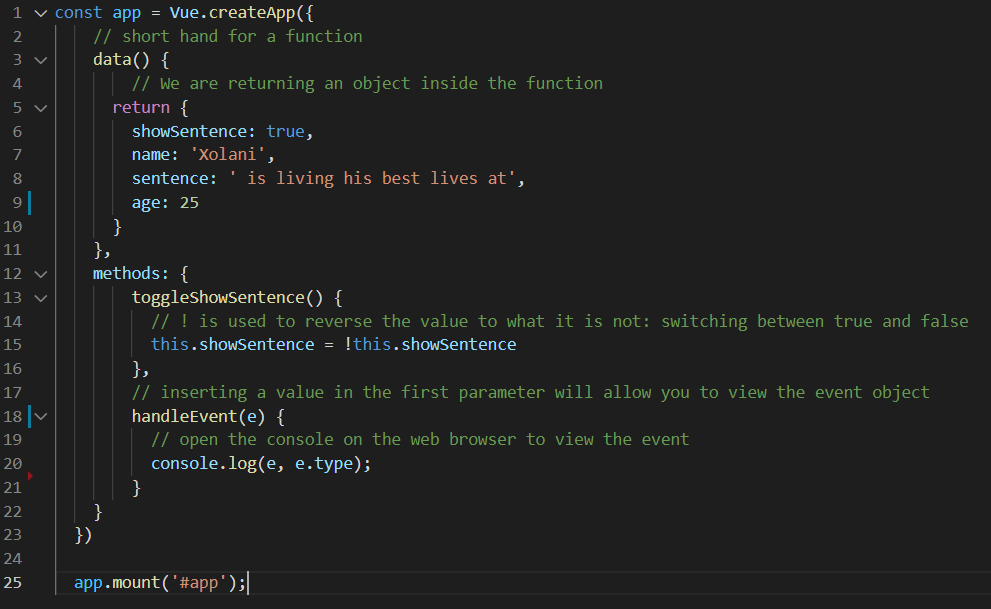 1 const app = Vue.createApp({
2 // short hand for a function
3 data() {
4 // We are returning an object inside the function
5 return {
6 showSentence: true,
7 name: 'Xolani',
8 sentence: ' is living his best lives at',
9 age: 25
10 }
11 },
12 methods: {
13 toggleShowSentence() {
14 // ! is used to reverse the value to what it is not: switching between true and false
15 this.showSentence = !this.showSentence
16 },
17 // inserting a value in the first parameter will allow you to view the event object
18 handleEvent(e) {
19 // open the console on the web browser to view the event
20 console.log(e, e.type);
21 }
22 }
23 })
24
25 app.mount('#app');